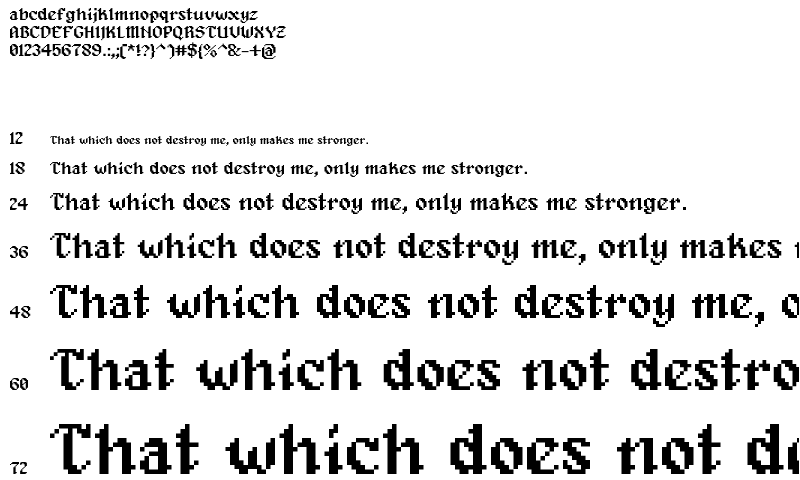 abcdefghijklmnopqrstuvwxyz
ABCDEFGHIJKLMNOPQRSTUVWXYZ
0123456789.:,;(*!?}^)#${%^&-+@
12 That which does not destroy me, only makes me stronger.
18 That which does not destroy me, only makes me stronger.
24 That which does not destroy me, only makes me stronger.
36 That which does not destroy me, only makes
48 That which does not destroy me, o
60 That which does not destro
72 That which does not de